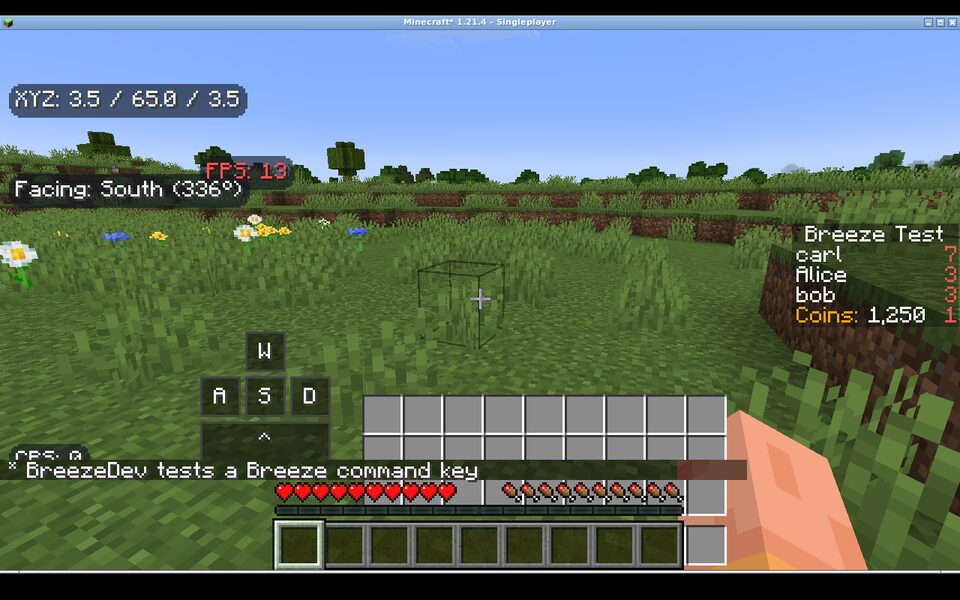 Minecraft* 1.21.4 - Singleplayer
XYZ: 3.5 / 65.0 / 3.5
FPS: 13
Facing: South (336°)
Breeze Test
carl 7
Alice 3
bob 3
Coins: 1,250 1
W
A S D
^
CPS: 0
* BreezeDev tests a Breeze command key